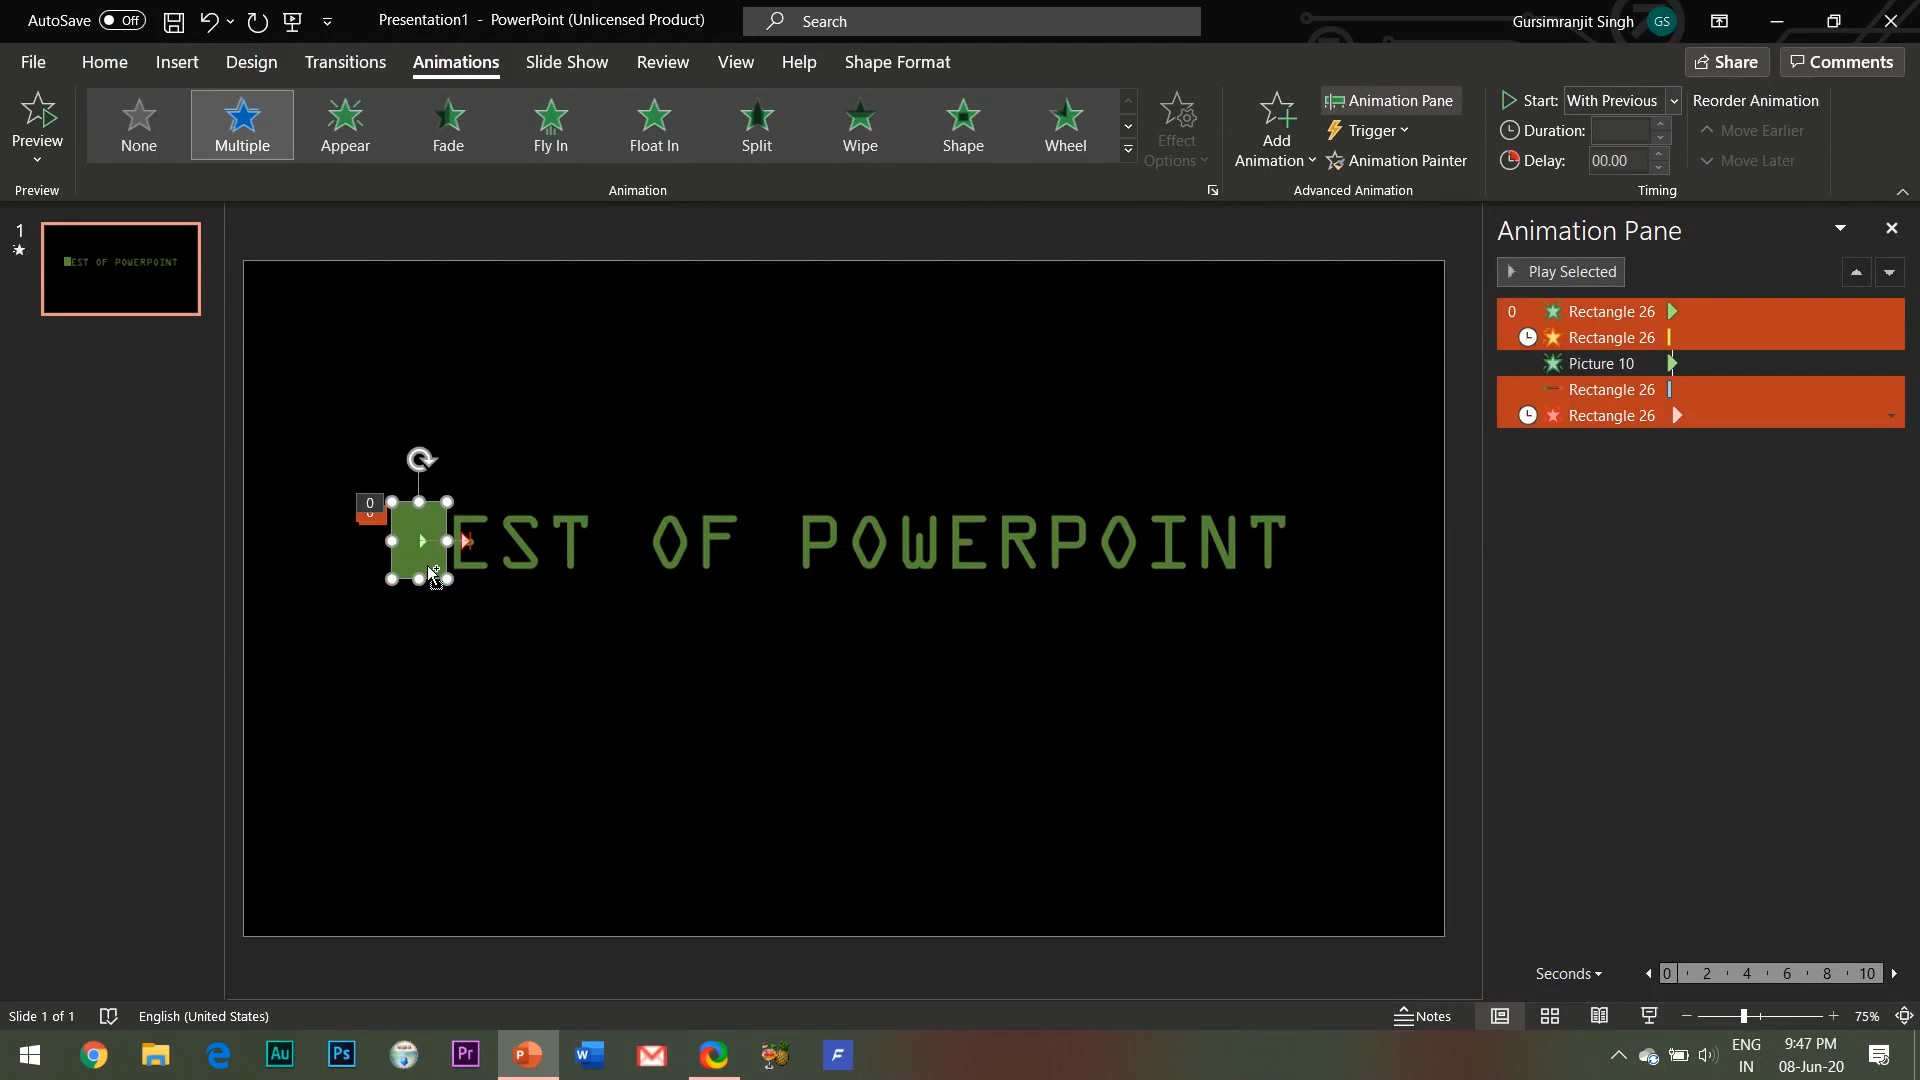 AutoSave Off
Presentation1 - PowerPoint (Unlicensed Product)
Search
Gursimranjit Singh GS
File Home Insert Design Transitions Animations Slide Show Review View Help Shape Format
Share Comments
Preview
None Multiple Appear Fade Fly In Float In Split Wipe Shape Wheel
Effect Options
Add Animation
Animation Pane
Trigger
Animation Painter
Start: With Previous
Duration:
Delay: 00.00
Reorder Animation
Move Earlier
Move Later
Preview Animation Advanced Animation Timing
1
EST OF POWERPOINT
0
0
EST OF POWERPOINT
Animation Pane
Play Selected
0 Rectangle 26
Rectangle 26
Picture 10
Rectangle 26
Rectangle 26
Seconds 0 2 4 6 8 10
Slide 1 of 1 English (United States) Notes 75%
Au Ps Pr P W F
ENG
IN
9:47 PM
08-Jun-20